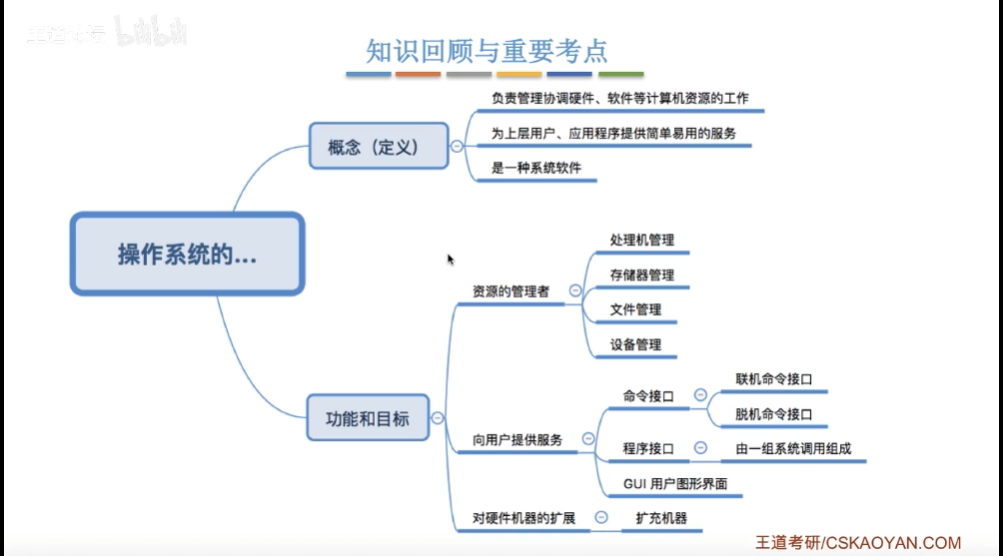 知识回顾与重要考点
负责管理协调硬件、软件等计算机资源的工作
为上层用户、应用程序提供简单易用的服务
概念（定义）
是一种系统软件
操作系统的...
处理机管理
存储器管理
资源的管理者
文件管理
设备管理
联机命令接口
命令接口
脱机命令接口
功能和目标
向用户提供服务
程序接口
由一组系统调用组成
GUI 用户图形界面
对硬件机器的扩展
扩充机器
王道考研/CSKAOYAN.COM